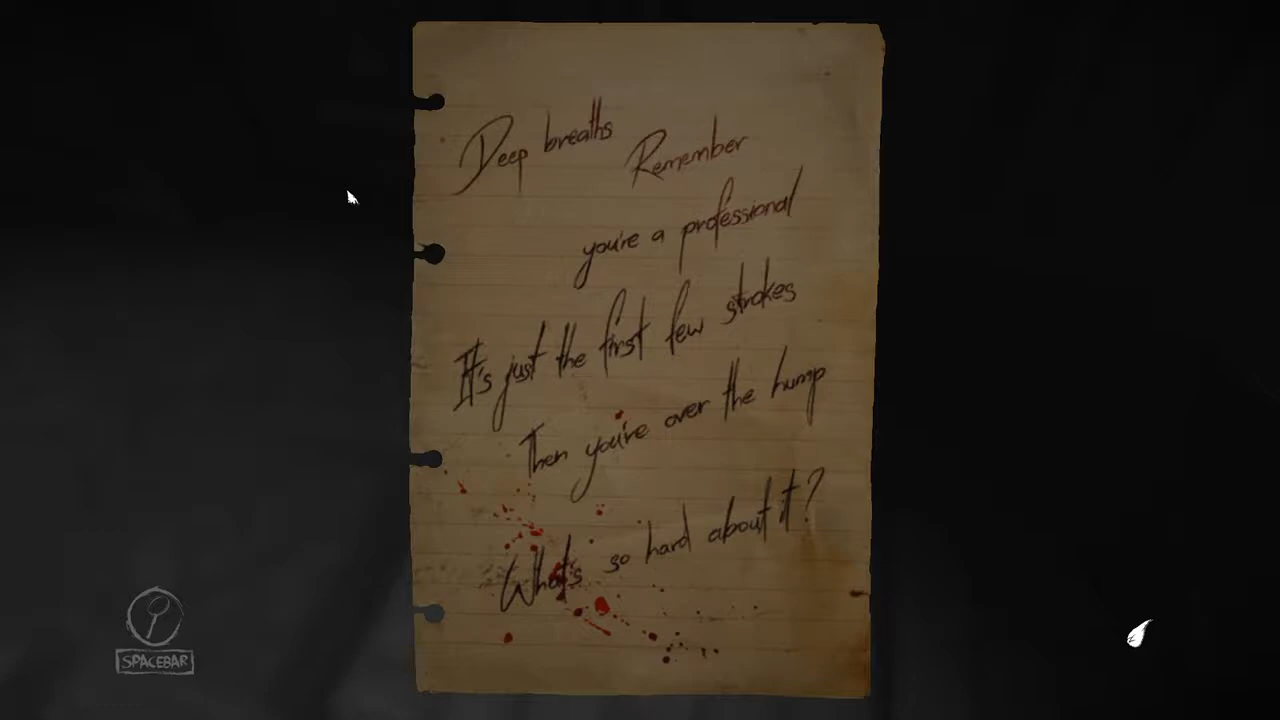 Deep breaths
Remember
you're a professional
It's just the first few strokes
Then you're over the hump
What's so hard about it?
SPACEBAR